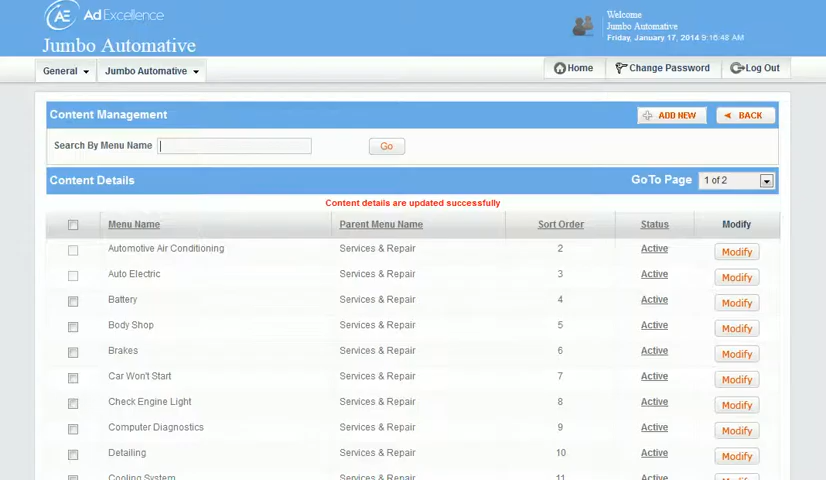 AE AdExcellence
Jumbo Automative
Welcome
Jumbo Automative
Friday, January 17, 2014 9:16:48 AM
General Jumbo Automative Home Change Password Log Out
Content Management ADD NEW BACK
Search By Menu Name Go
Content Details GoTo Page 1 of 2
Content details are updated successfully
Menu Name Parent Menu Name Sort Order Status Modify
Automotive Air Conditioning Services & Repair 2 Active Modify
Auto Electric Services & Repair 3 Active Modify
Battery Services & Repair 4 Active Modify
Body Shop Services & Repair 5 Active Modify
Brakes Services & Repair 6 Active Modify
Car Won't Start Services & Repair 7 Active Modify
Check Engine Light Services & Repair 8 Active Modify
Computer Diagnostics Services & Repair 9 Active Modify
Detailing Services & Repair 10 Active Modify
Cooling System Services & Repair 11 Active Modify